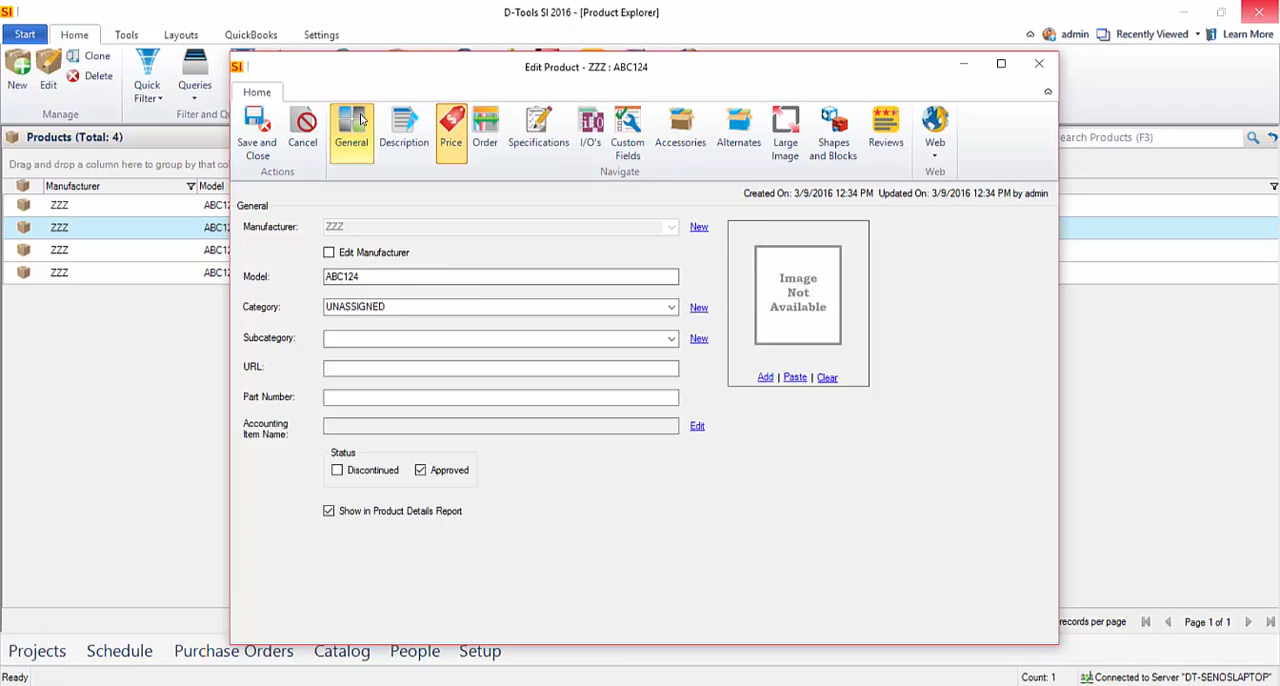 SI
D-Tools SI 2016 - [Product Explorer]
Start Home Tools Layouts QuickBooks Settings
admin Recently Viewed Learn More
New Edit Clone Delete Quick Filter Queries
Manage Filter and Qu
Products (Total: 4)
earch Products (F3)
Drag and drop a column here to group by that co
Manufacturer Model
ZZZ ABC12
ZZZ ABC12
ZZZ ABC12
ZZZ ABC12
SI
Edit Product - ZZZ : ABC124
Home
Save and Close Cancel General Description Price Order Specifications I/O's Custom Fields Accessories Alternates Large Image Shapes and Blocks Reviews Web
Actions Navigate Web
Created On: 3/9/2016 12:34 PM Updated On: 3/9/2016 12:34 PM by admin
General
Manufacturer: ZZZ New
Edit Manufacturer
Model: ABC124
Category: UNASSIGNED New
Subcategory: New
URL:
Part Number:
Accounting Item Name: Edit
Image
Not
Available
Add | Paste | Clear
Status
Discontinued Approved
Show in Product Details Report
records per page Page 1 of 1
Projects Schedule Purchase Orders Catalog People Setup
Ready Count: 1 Connected to Server "DT-SENOSLAPTOP"